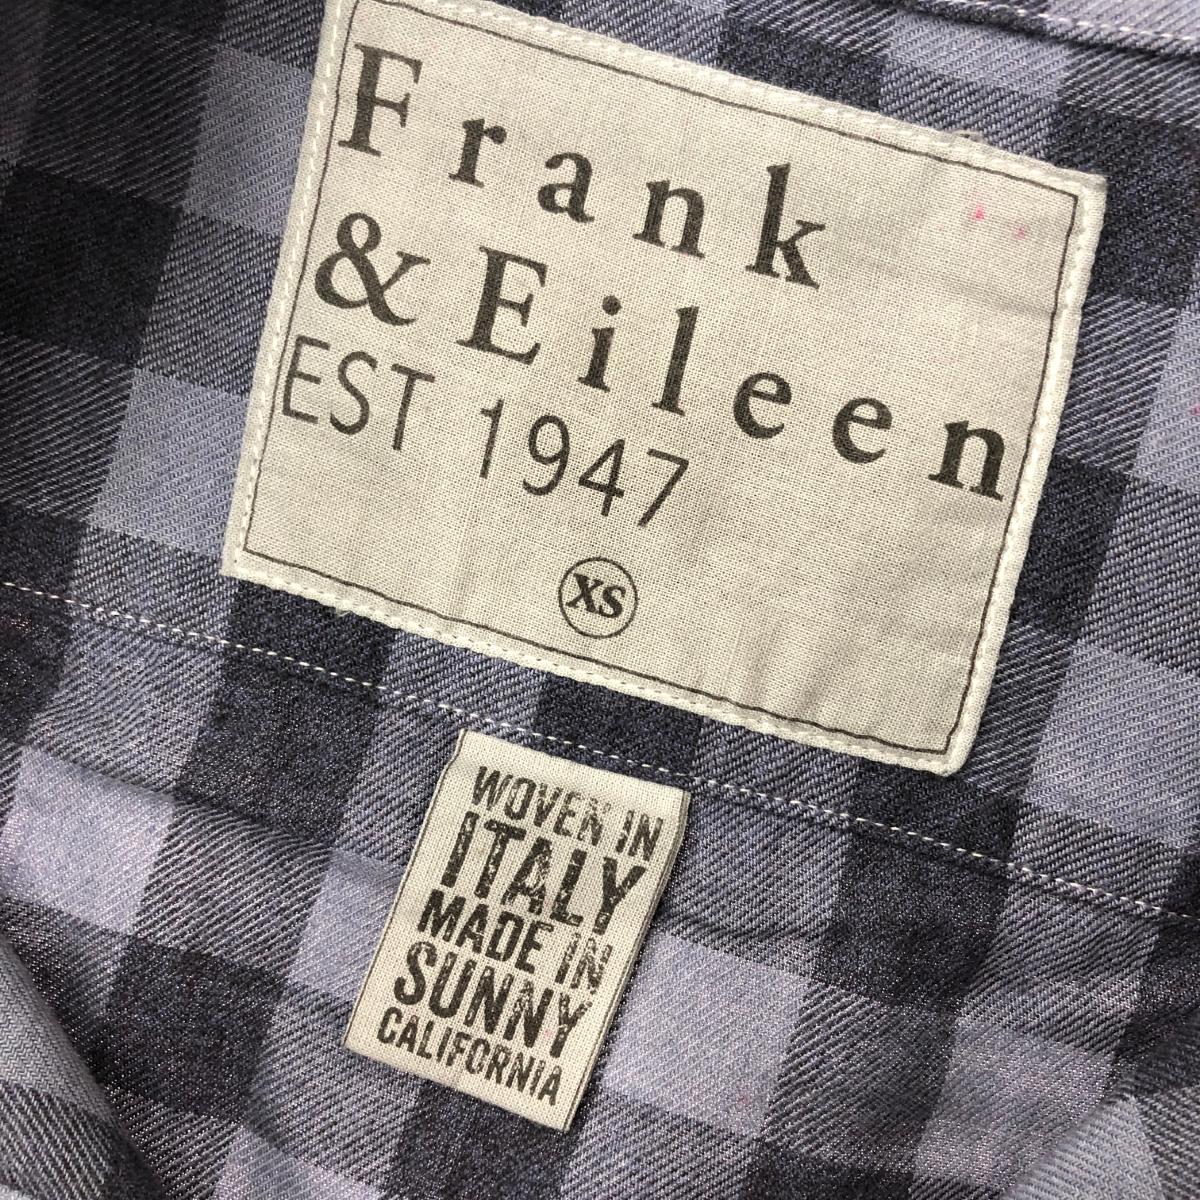 Frank
& Eileen
EST 1947
XS
WOVEN IN
ITALY
MADE IN
SUNNY
CALIFORNIA